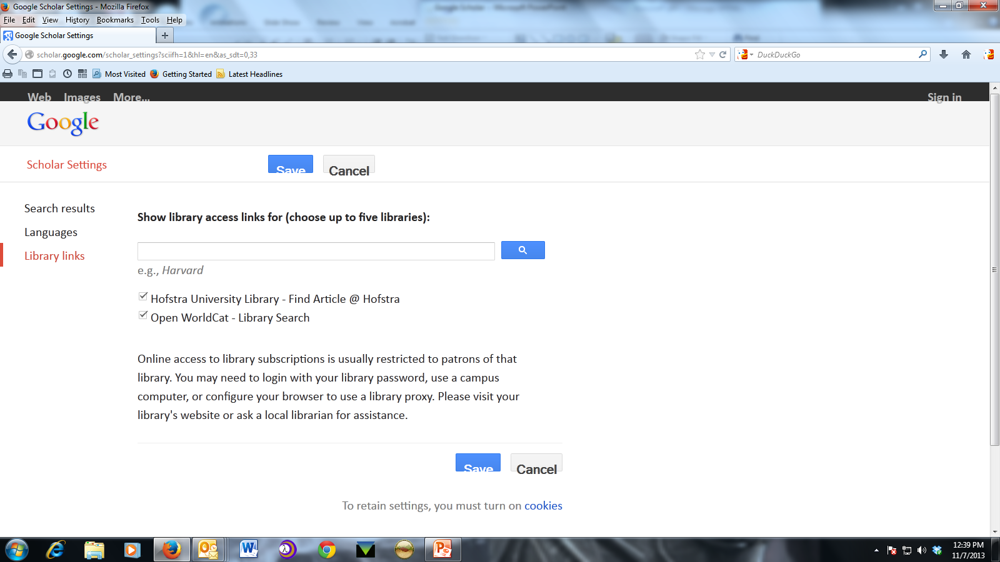 Google Scholar Settings - Mozilla Firefox
File Edit View History Bookmarks Tools Help
Google Scholar Settings
scholar.google.com/scholar_settings?sciifh=1&hl=en&as_sdt=0,33
DuckDuckGo
Most Visited Getting Started Latest Headlines
Web Images More... Sign in
Google
Scholar Settings Save Cancel
Search results
Languages
Library links
Show library access links for (choose up to five libraries):
e.g., Harvard
Hofstra University Library - Find Article @ Hofstra
Open WorldCat - Library Search
Online access to library subscriptions is usually restricted to patrons of that
library. You may need to login with your library password, use a campus
computer, or configure your browser to use a library proxy. Please visit your
library's website or ask a local librarian for assistance.
Save Cancel
To retain settings, you must turn on cookies
12:39 PM
11/7/2013